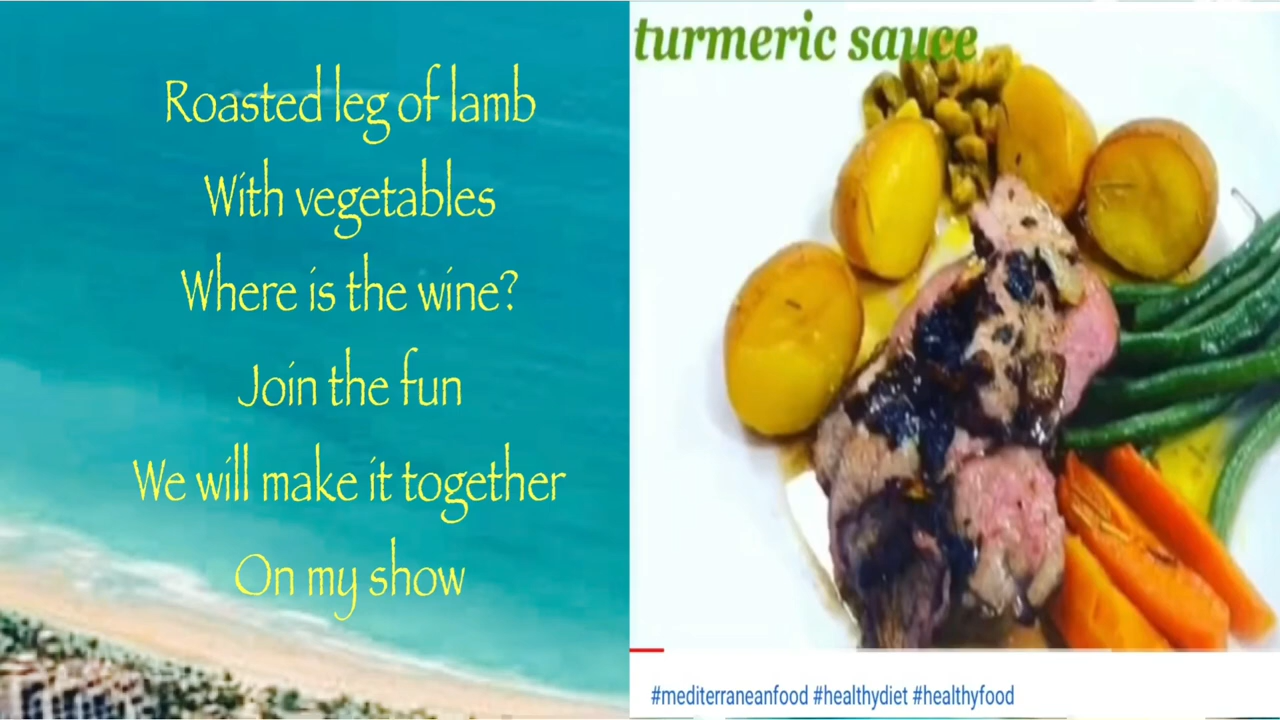 Roasted leg of lamb
With vegetables
Where is the wine?
Join the fun
We will make it together
On my show
turmeric sauce
#mediterraneanfood #healthydiet #healthyfood